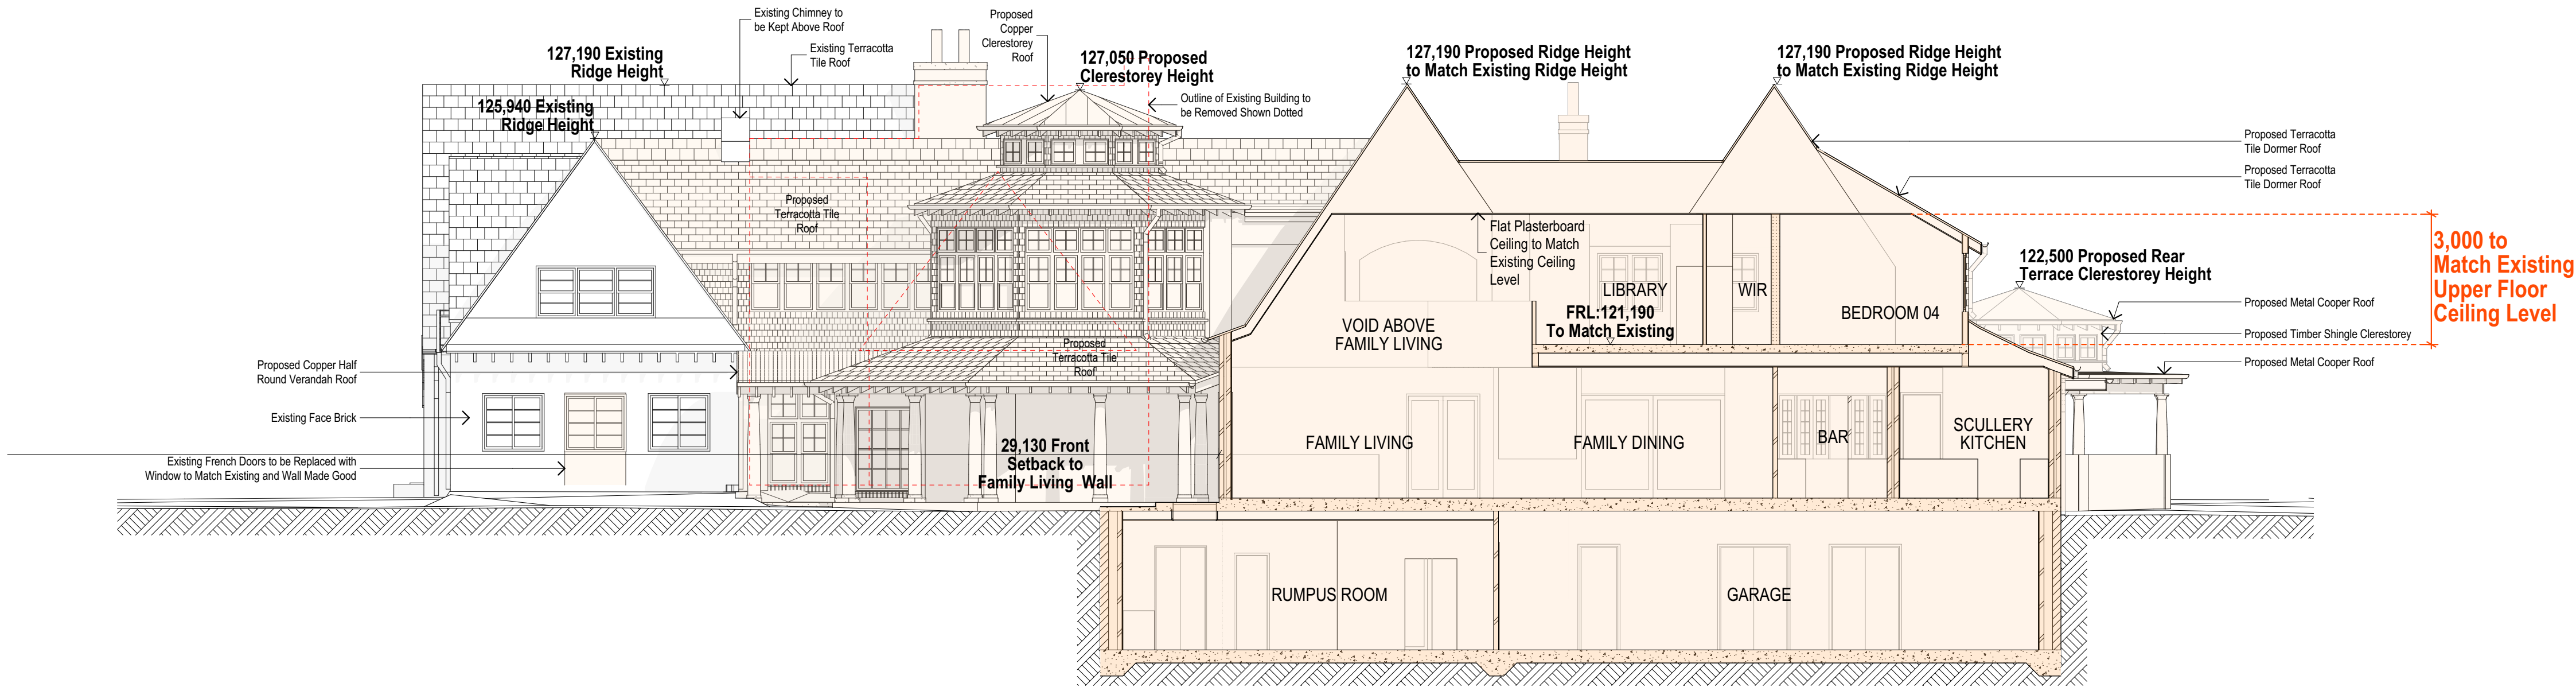 Existing Chimney to
be Kept Above Roof
Existing Terracotta
Tile Roof
127,190 Existing
Ridge Height
125,940 Existing
Ridge Height
Proposed
Copper
Clerestorey
Roof
127,050 Proposed
Clerestorey Height
Outline of Existing Building to
be Removed Shown Dotted
127,190 Proposed Ridge Height
to Match Existing Ridge Height
127,190 Proposed Ridge Height
to Match Existing Ridge Height
Proposed Terracotta
Tile Dormer Roof
Proposed Terracotta
Tile Dormer Roof
Proposed
Terracotta Tile
Roof
Flat Plasterboard
Ceiling to Match
Existing Ceiling
Level
3,000 to
Match Existing
Upper Floor
Ceiling Level
122,500 Proposed Rear
Terrace Clerestorey Height
LIBRARY
WIR
BEDROOM 04
FRL:121,190
To Match Existing
VOID ABOVE
FAMILY LIVING
Proposed Metal Cooper Roof
Proposed Timber Shingle Clerestorey
Proposed Metal Cooper Roof
Proposed
Terracotta Tile
Roof
Proposed Copper Half
Round Verandah Roof
Existing Face Brick
Existing French Doors to be Replaced with
Window to Match Existing and Wall Made Good
29,130 Front
Setback to
Family Living Wall
FAMILY LIVING
FAMILY DINING
BAR
SCULLERY
KITCHEN
RUMPUS ROOM
GARAGE